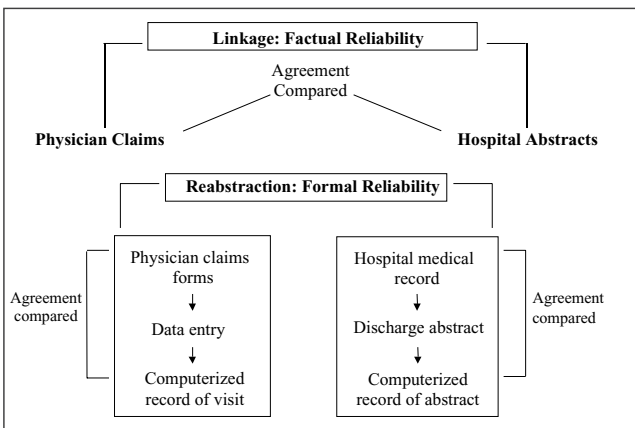 Linkage: Factual Reliability
Agreement
Compared
Physician Claims
Hospital Abstracts
Reabstraction: Formal Reliability
Agreement
compared
Physician claims
forms
Data entry
Computerized
record of visit
Hospital medical
record
Discharge abstract
Computerized
record of abstract
Agreement
compared